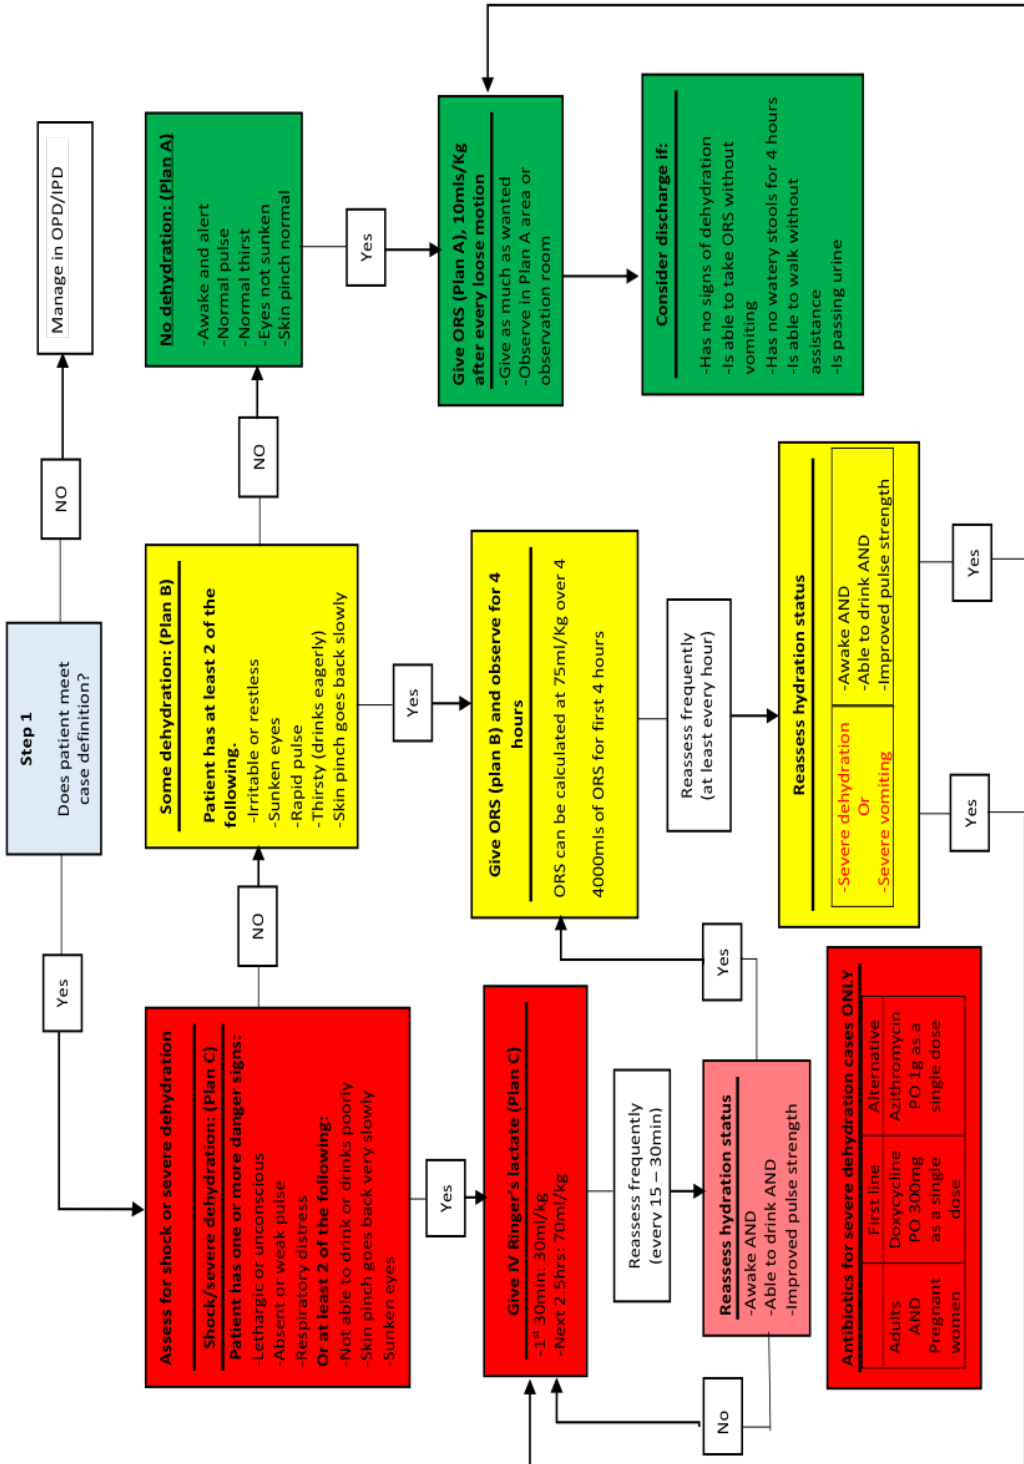 Step 1
Does patient meet
case definition?
NO
Manage in OPD/IPD
Yes
Assess for shock or severe dehydration
Shock/severe dehydration: (Plan C)
Patient has one or more danger signs:
-Lethargic or unconscious
-Absent or weak pulse
-Respiratory distress
Or at least 2 of the following:
-Not able to drink or drinks poorly
-Skin pinch goes back very slowly
-Sunken eyes
NO
Some dehydration: (Plan B)
Patient has at least 2 of the
following.
-Irritable or restless
-Sunken eyes
-Rapid pulse
-Thirsty (drinks eagerly)
-Skin pinch goes back slowly
NO
No dehydration: (Plan A)
-Awake and alert
-Normal pulse
-Normal thirst
-Eyes not sunken
-Skin pinch normal
Yes
Yes
Yes
Give IV Ringer's lactate (Plan C)
-1st 30min: 30ml/kg
-Next 2.5hrs: 70ml/kg
Give ORS (plan B) and observe for 4
hours
ORS can be calculated at 75ml/Kg over 4
4000mls of ORS for first 4 hours
Give ORS (Plan A), 10mls/Kg
after every loose motion
-Give as much as wanted
-Observe in Plan A area or
observation room
Reassess frequently
(every 15 – 30min)
Reassess frequently
(at least every hour)
Consider discharge if:
-Has no signs of dehydration
-Is able to take ORS without
vomiting
-Has no watery stools for 4 hours
-Is able to walk without
assistance
-Is passing urine
No
Reassess hydration status
-Awake AND
-Able to drink AND
-Improved pulse strength
Yes
Reassess hydration status
-Severe dehydration
Or
-Severe vomiting
-Awake AND
-Able to drink AND
-Improved pulse strength
Yes
Yes
Antibiotics for severe dehydration cases ONLY
First line
Alternative
Adults
AND
Pregnant
women
Doxycycline
PO 300mg
as a single
dose
Azithromycin
PO 1g as a
single dose